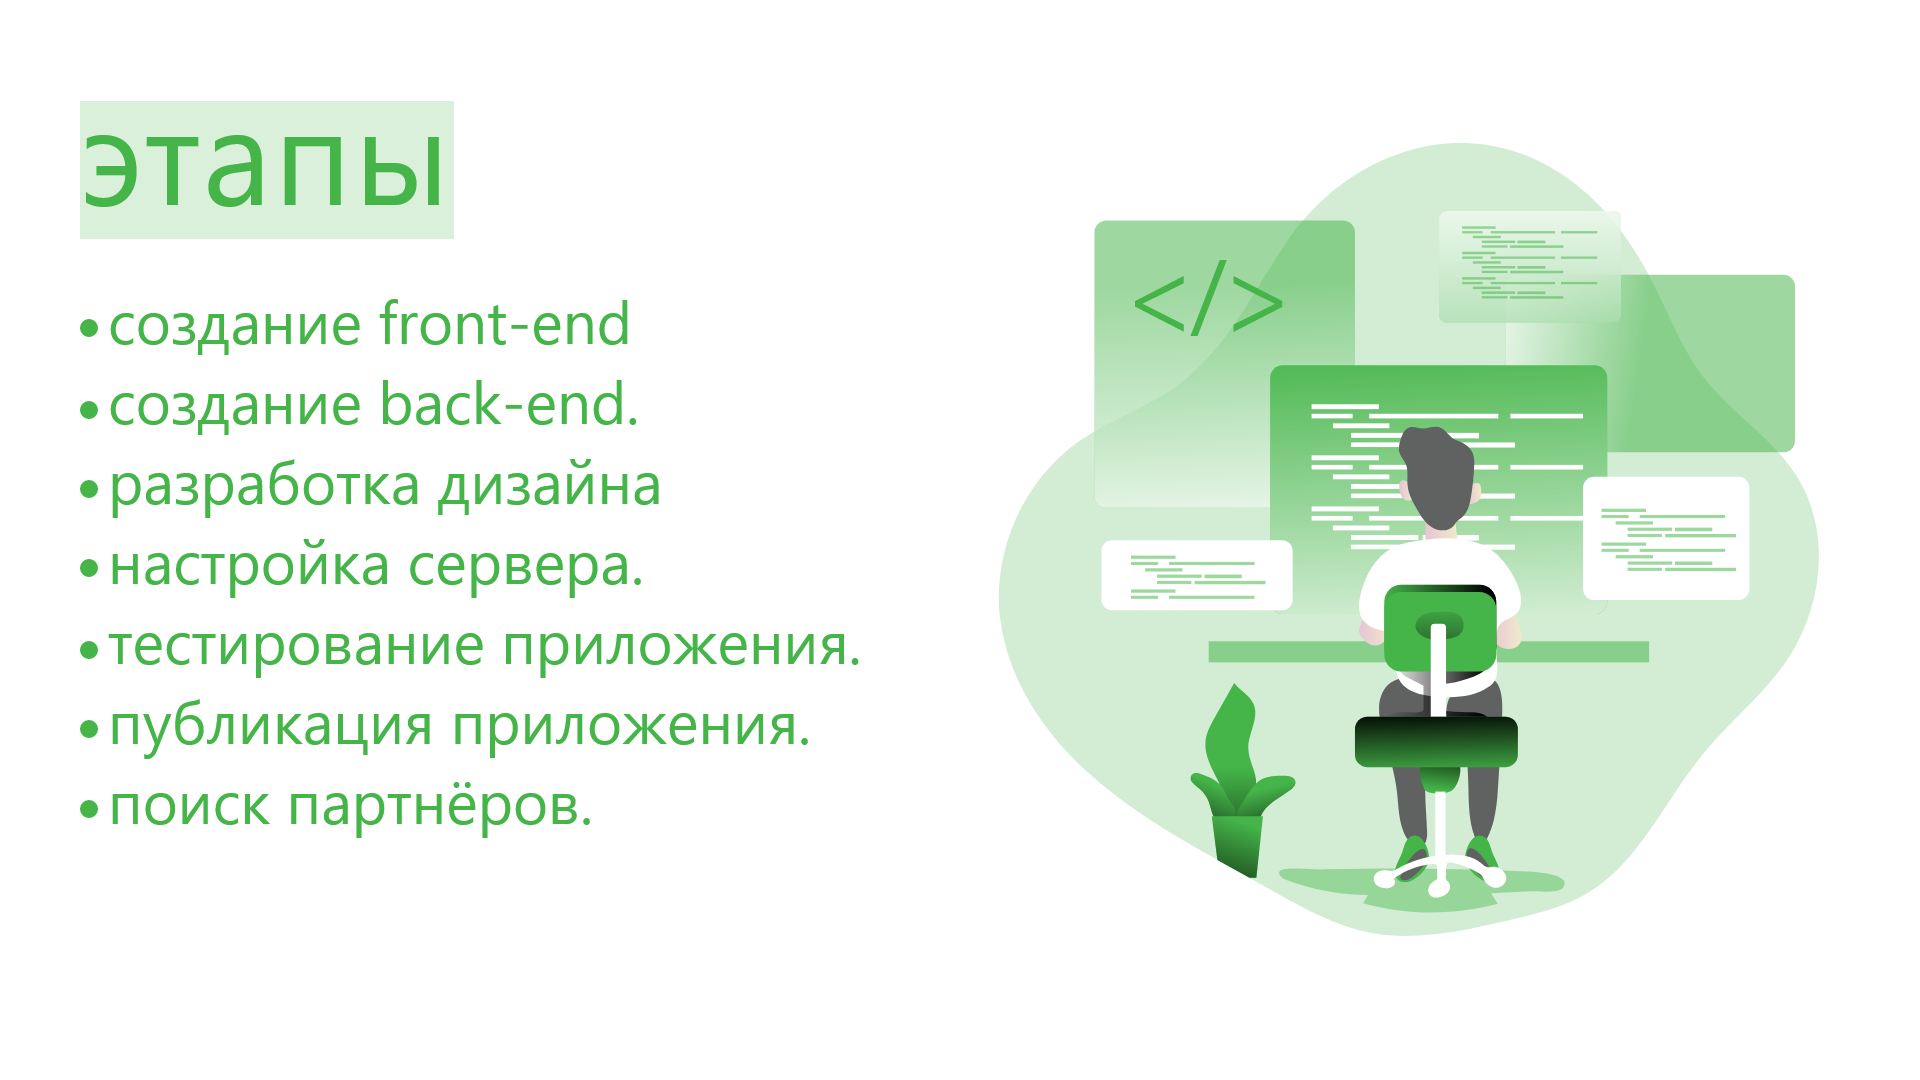 этапы
• создание front-end
• создание back-end.
• разработка дизайна
• настройка сервера.
• тестирование приложения.
• публикация приложения.
• поиск партнёров.
</>